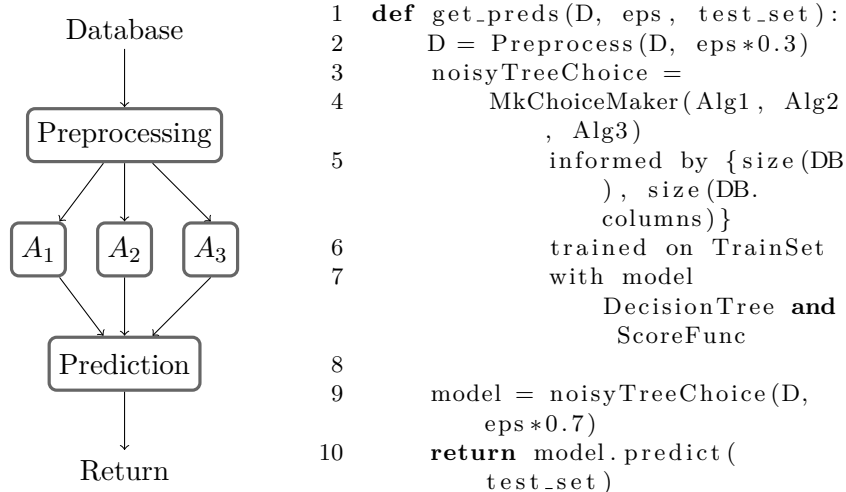 Database
Preprocessing
A1 A2 A3
Prediction
Return
1 def get_preds(D, eps, test_set):
2 D = Preprocess(D, eps*0.3)
3 noisyTreeChoice =
4 MkChoiceMaker(Alg1, Alg2
, Alg3)
5 informed by {size(DB
), size(DB.
columns)}
6 trained on TrainSet
7 with model
DecisionTree and
ScoreFunc
8
9 model = noisyTreeChoice(D,
eps*0.7)
10 return model.predict(
test_set)